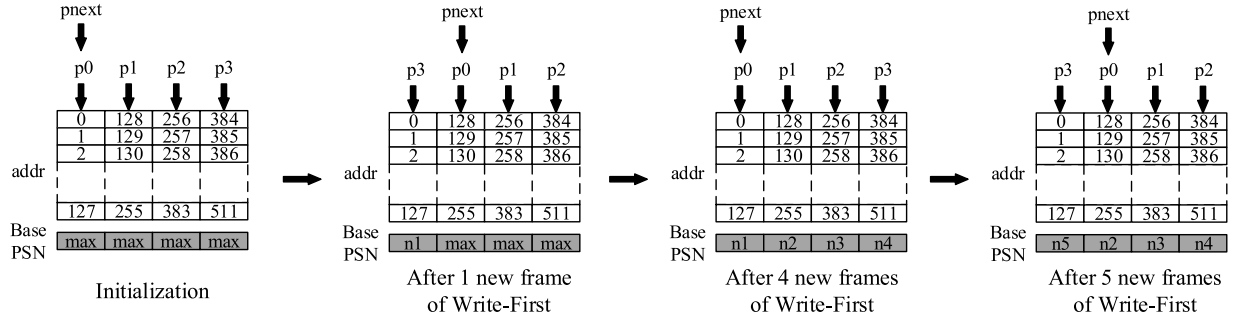 pnext pnext pnext pnext
p0 p1 p2 p3 p3 p0 p1 p2 p0 p1 p2 p3 p3 p0 p1 p2
0 128 256 384 0 128 256 384 0 128 256 384 0 128 256 384
1 129 257 385 1 129 257 385 1 129 257 385 1 129 257 385
2 130 258 386 2 130 258 386 2 130 258 386 2 130 258 386
addr addr addr addr
127 255 383 511 127 255 383 511 127 255 383 511 127 255 383 511
Base PSN max max max max Base PSN n1 max max max Base PSN n1 n2 n3 n4 Base PSN n5 n2 n3 n4
Initialization
After 1 new frame
of Write-First
After 4 new frames
of Write-First
After 5 new frames
of Write-First